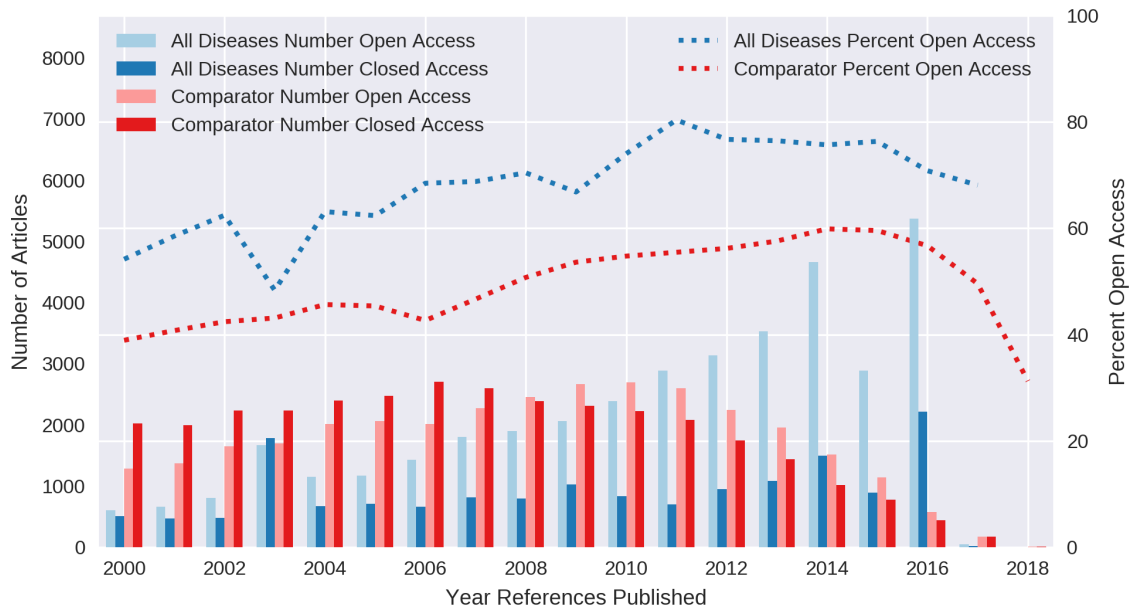 All Diseases Number Open Access
All Diseases Number Closed Access
Comparator Number Open Access
Comparator Number Closed Access
All Diseases Percent Open Access
Comparator Percent Open Access
Number of Articles
8000
7000
6000
5000
4000
3000
2000
1000
0
100
80
60
40
20
0
Percent Open Access
2000 2002 2004 2006 2008 2010 2012 2014 2016 2018
Year References Published